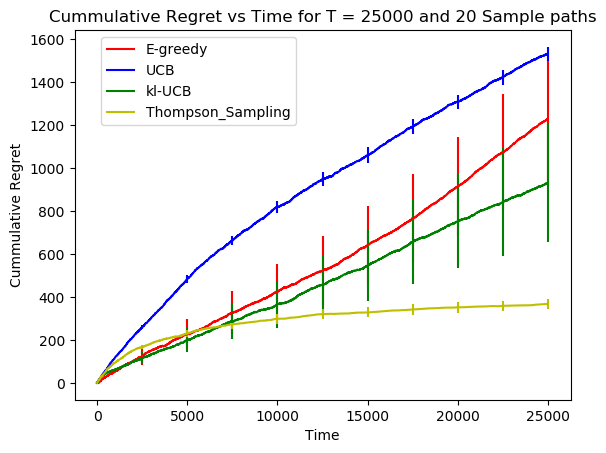 Cummulative Regret vs Time for T = 25000 and 20 Sample paths
1600
1400
1200
1000
800
600
400
200
0
Cummulative Regret
E-greedy
UCB
kl-UCB
Thompson_Sampling
0 5000 10000 15000 20000 25000
Time